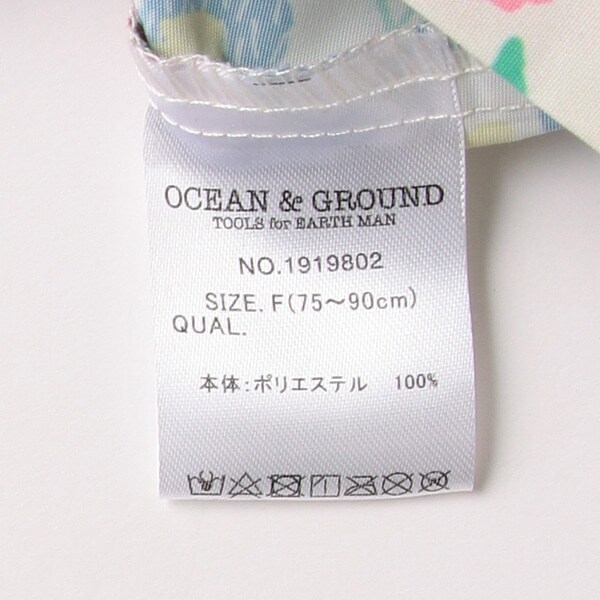 OCEAN & GROUND
TOOLS for EARTH MAN
NO.1919802
SIZE. F(75～90cm)
QUAL.
本体:ポリエステル 100%